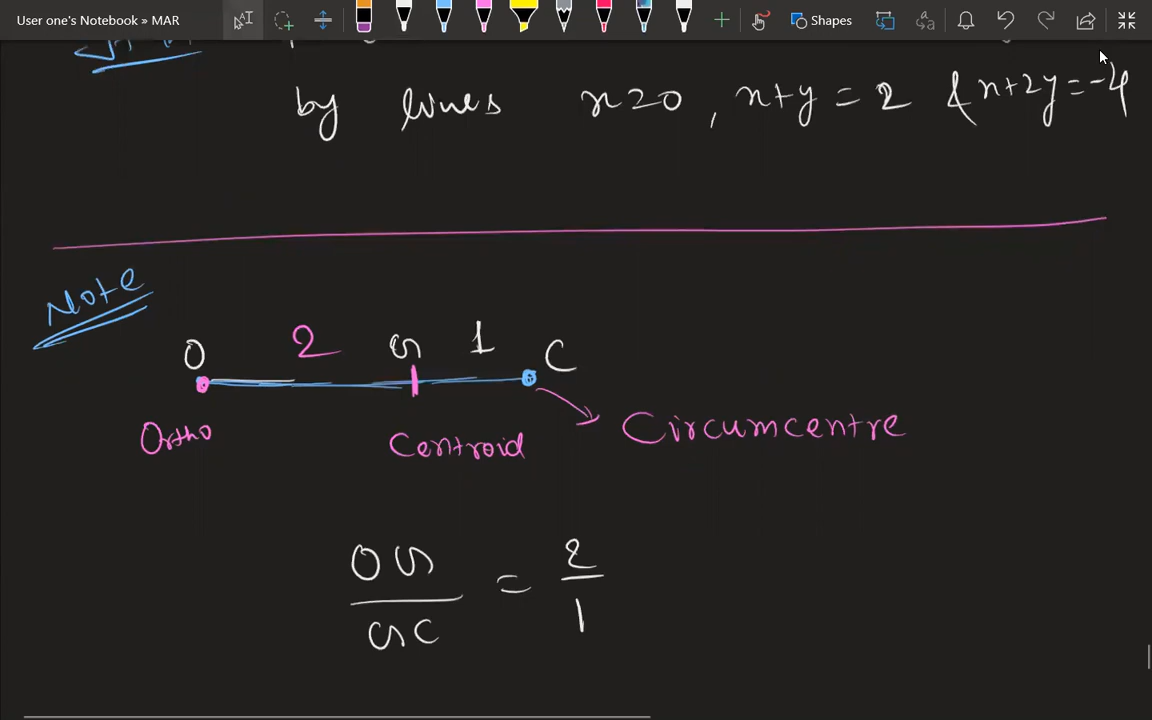 User one's Notebook » MAR
Shapes
by lines x=0, x+y = 2 & x+2y=-4
Note
O 2 G 1 C
Ortho Centroid Circumcentre
OG
GC
= 2
1